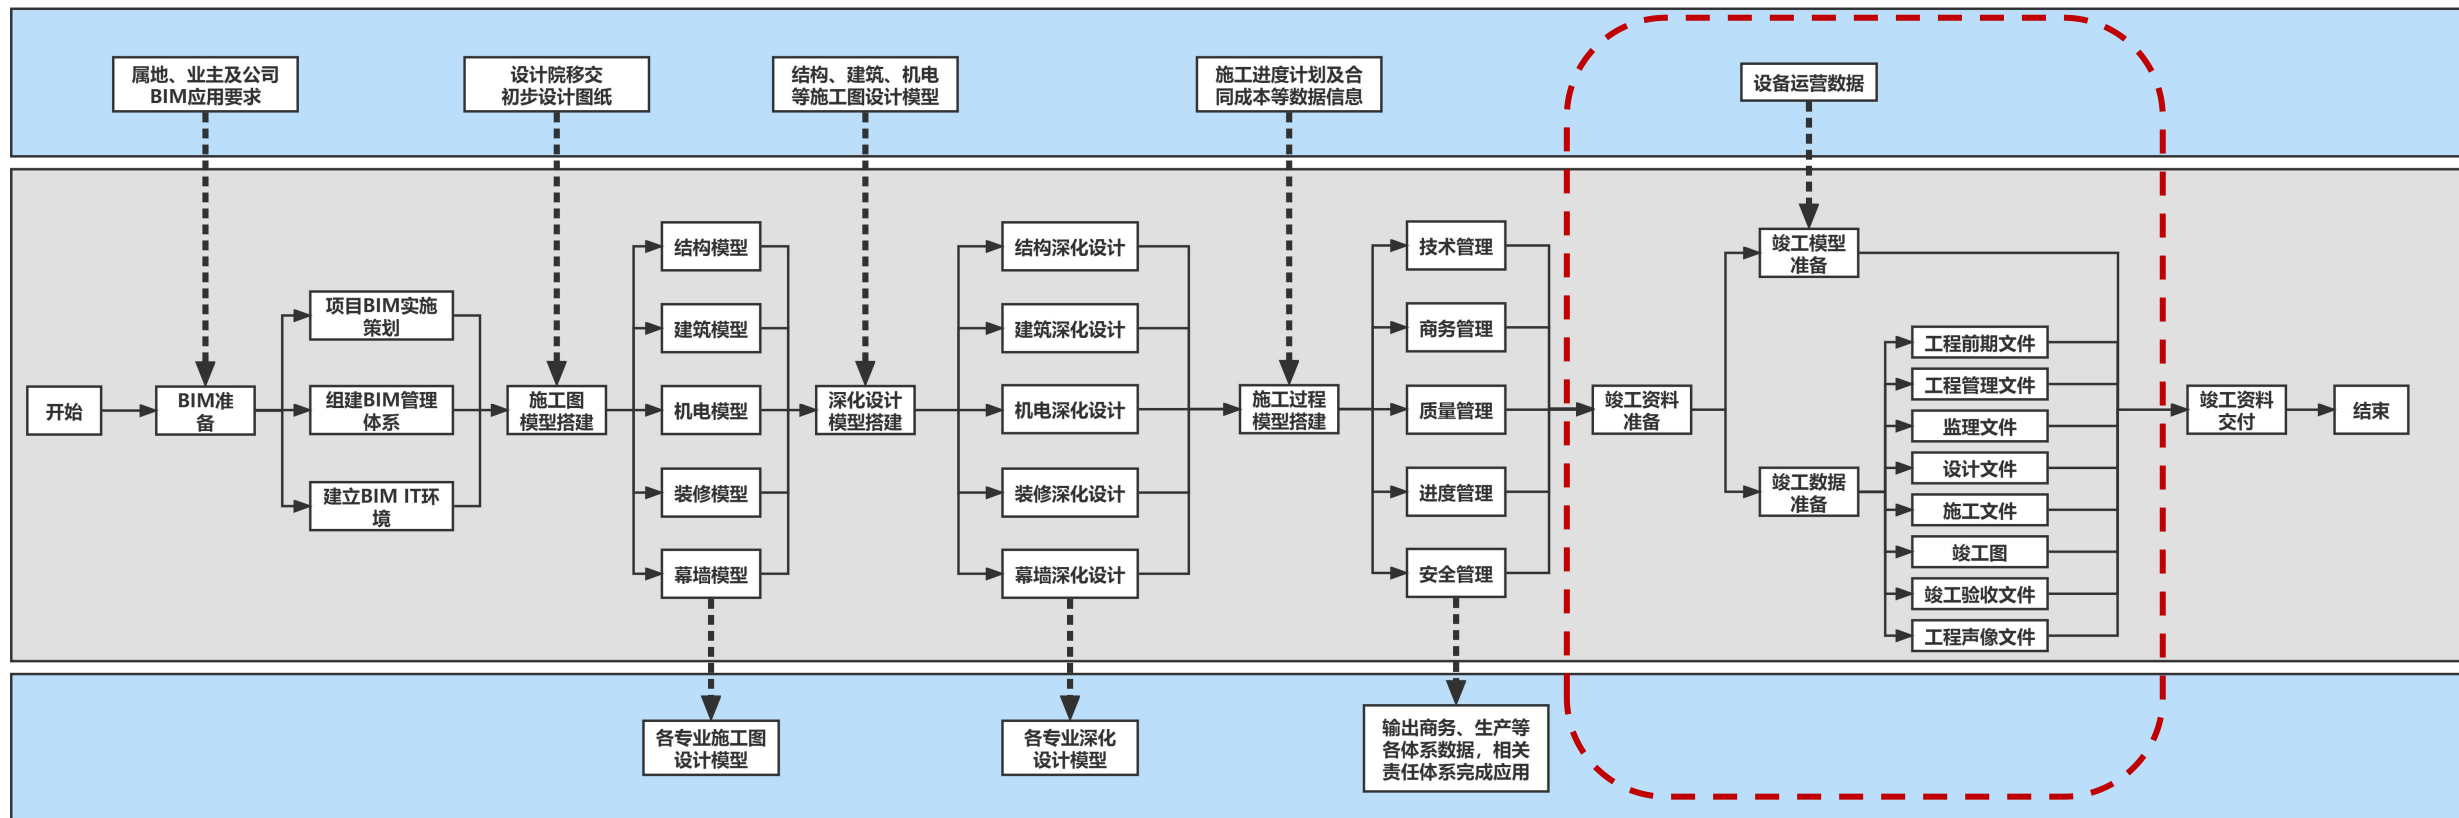 属地、业主及公司
BIM应用要求
设计院移交
初步设计图纸
结构、建筑、机电
等施工图设计模型
施工进度计划及合
同成本等数据信息
设备运营数据
开始
BIM准
备
项目BIM实施
策划
组建BIM管理
体系
建立BIM IT环
境
施工图
模型搭建
结构模型
建筑模型
机电模型
装修模型
幕墙模型
深化设计
模型搭建
结构深化设计
建筑深化设计
机电深化设计
装修深化设计
幕墙深化设计
施工过程
模型搭建
技术管理
商务管理
质量管理
进度管理
安全管理
竣工资料
准备
竣工模型
准备
竣工数据
准备
工程前期文件
工程管理文件
监理文件
设计文件
施工文件
竣工图
竣工验收文件
工程声像文件
竣工资料
交付
结束
各专业施工图
设计模型
各专业深化
设计模型
输出商务、生产等
各体系数据，相关
责任体系完成应用